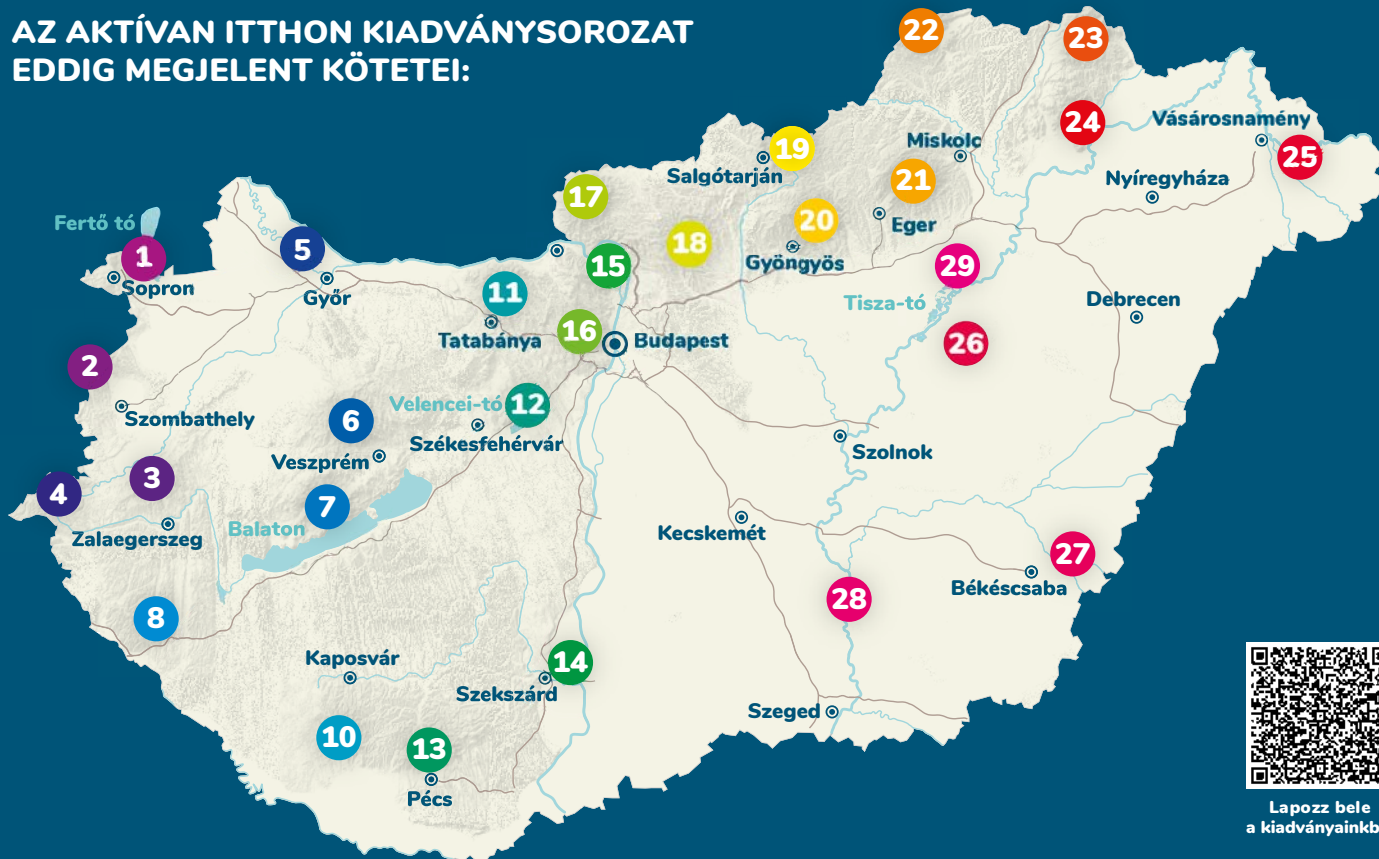 AZ AKTÍVAN ITTHON KIADVÁNYSOROZAT
EDDIG MEGJELENT KÖTETEI:
22
23
24
Vásárosnamény
25
19
Salgótarján
Miskolc
21
Nyíregyháza
17
20
Eger
Fertő tó
18
Gyöngyös
1
Sopron
5
Győr
15
29
11
Tatabánya
Tisza-tó
Debrecen
16
Budapest
26
2
Szombathely
6
Velencei-tó
12
Székesfehérvár
Veszprém
Szolnok
3
4
7
Zalaegerszeg
Balaton
Kecskemét
27
Békéscsaba
28
8
Kaposvár
14
Szekszárd
10
13
Pécs
Szeged
Lapozz bele
a